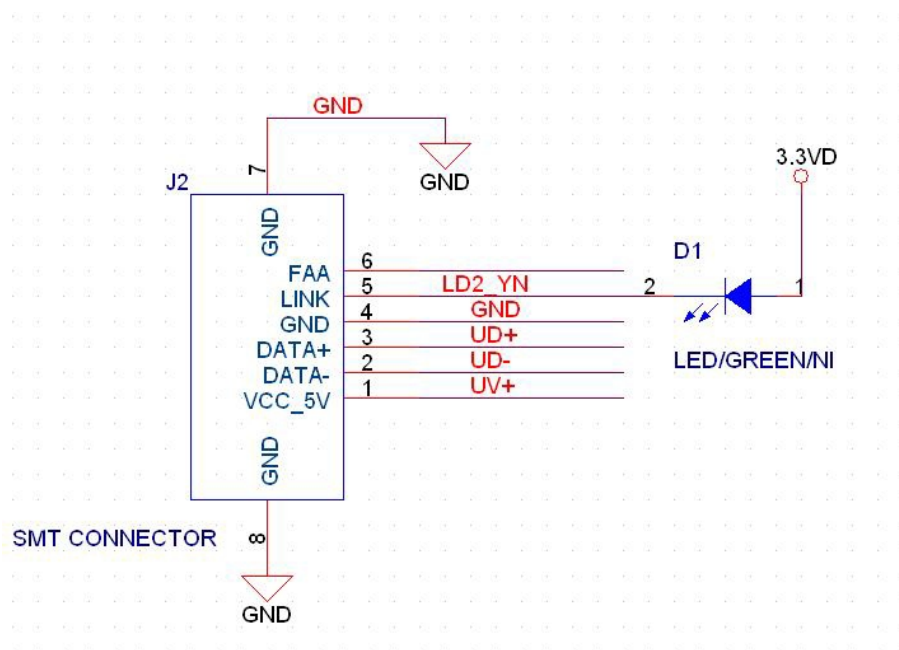 GND
7
GND
3.3VD
J2
GND
D1
FAA 6
LINK 5 LD2_YN 2 1
GND 4 GND
DATA+ 3 UD+
DATA- 2 UD-
VCC_5V 1 UV+
LED/GREEN/NI
GND
SMT CONNECTOR 8
GND